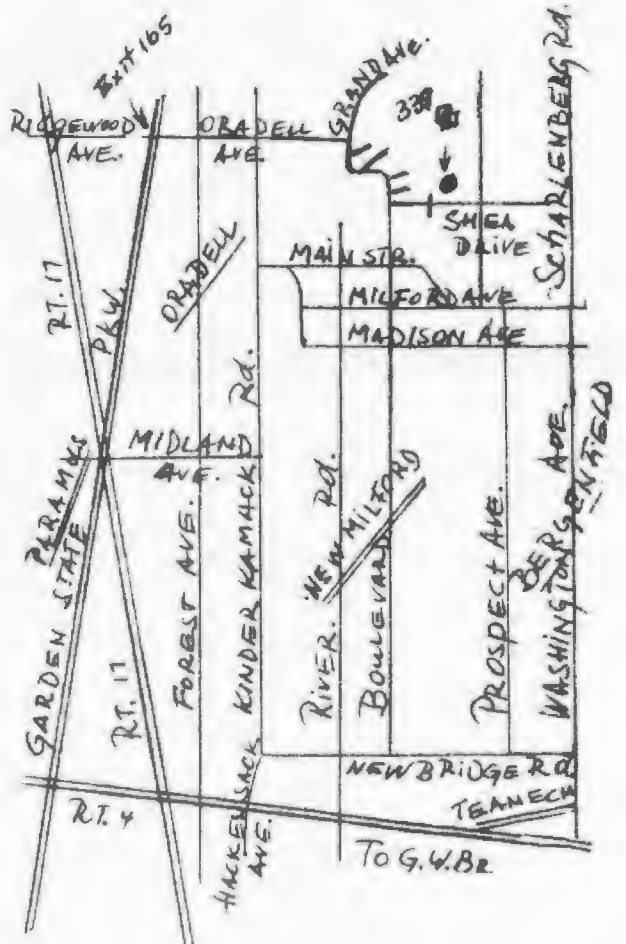 Exit 165
RIDGEWOOD
AVE.
ORADELL
AVE.
GRAND AVE.
339
SHEA
DRIVE
SCHARLENBERG Rd.
MAIN STR.
MILFORD AVE
MADISON AVE
ORADELL
RT. 17
PKW.
MIDLAND
AVE.
PARAMUS
GARDEN STATE
RT. 17
FOREST AVE.
KINDER KAMACK Rd.
RIVER Rd.
NEW MILFORD
BOULEVARD
PROSPECT AVE.
BERGENFIELD
WASHINGTON AVE.
NEW BRIDGE Rd.
HACKENSACK
AVE.
RT. 4
TEANECK
TO G.W.BR